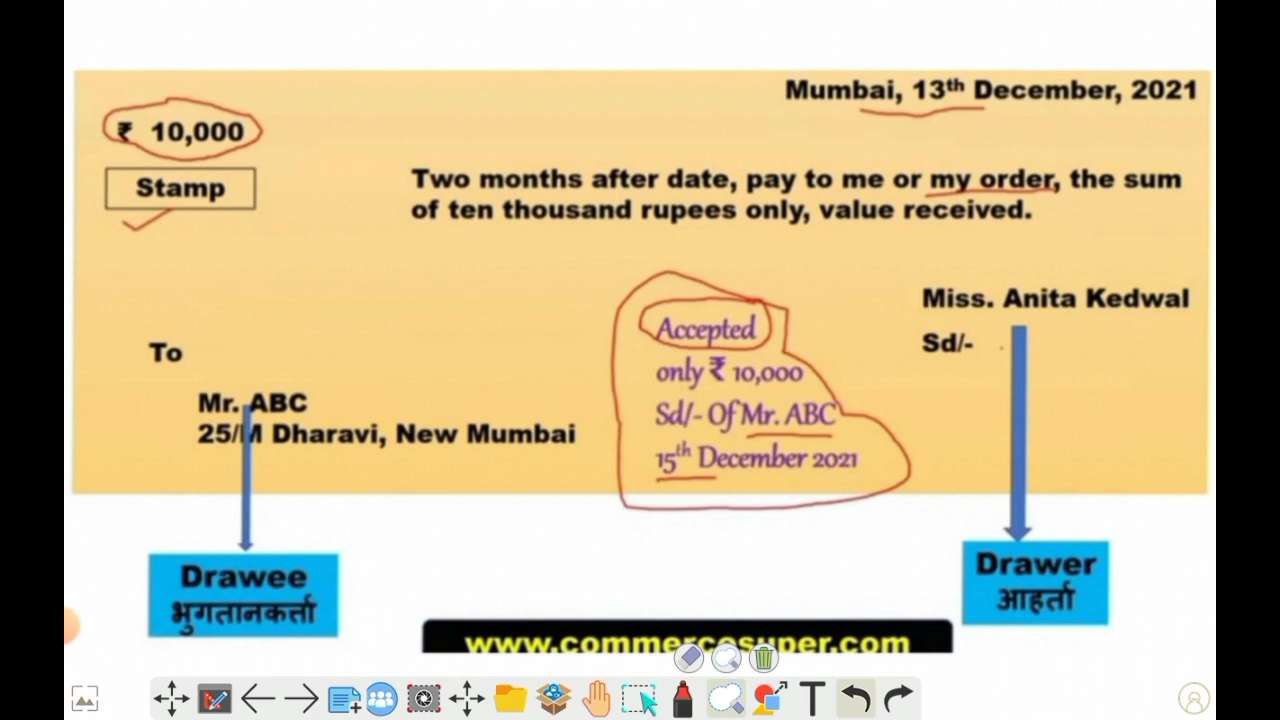 Mumbai, 13th December, 2021
₹ 10,000
Stamp
Two months after date, pay to me or my order, the sum
of ten thousand rupees only, value received.
Miss. Anita Kedwal
Sd/-
Accepted
only ₹ 10,000
Sd/- Of Mr. ABC
15th December 2021
To
Mr. ABC
25/M Dharavi, New Mumbai
Drawee
भुगतानकर्त्ता
Drawer
आहर्ता
www.commercesuper.com